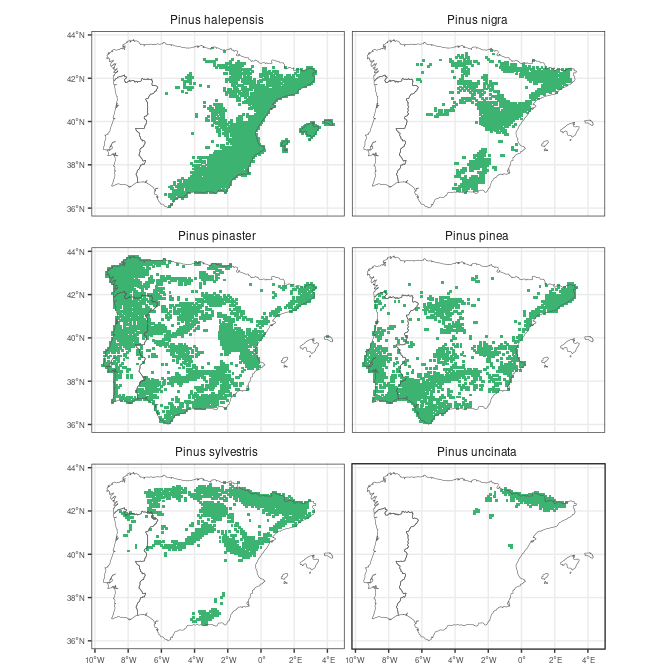 Pinus halepensis Pinus nigra
44°N
42°N
40°N
38°N
36°N
Pinus pinaster Pinus pinea
44°N
42°N
40°N
38°N
36°N
Pinus sylvestris Pinus uncinata
44°N
42°N
40°N
38°N
36°N
10°W 8°W 6°W 4°W 2°W 0° 2°E 4°E 10°W 8°W 6°W 4°W 2°W 0° 2°E 4°E